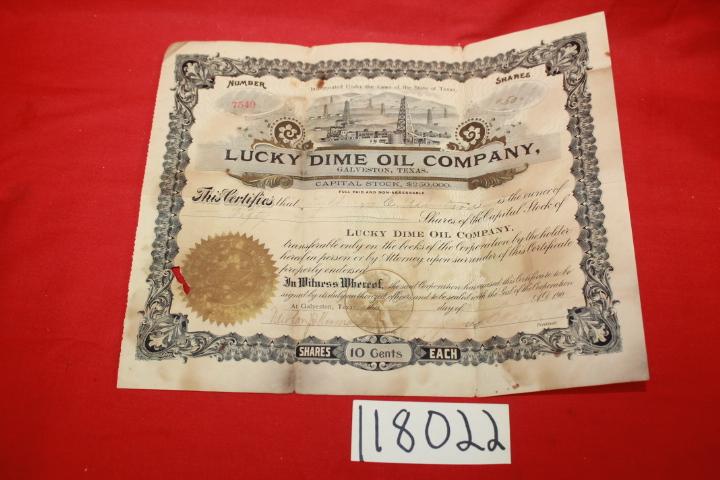 NUMBER
SHARES
Incorporated Under the Laws of the State of Texas.
7549
50
LUCKY DIME OIL COMPANY,
GALVESTON, TEXAS.
CAPITAL STOCK, $250,000.
FULL PAID AND NON-ASSESSABLE
This Certifies that is the owner of
Shares of the Capital Stock of
LUCKY DIME OIL COMPANY.
transferable only on the books of the Corporation by the holder
hereof in person or by Attorney upon surrender of this Certificate
properly endorsed.
In Witness Whereof, the said Corporation has caused this Certificate to be
signed by its duly authorized officers and to be sealed with the Seal of the Corporation
At Galveston, Texas, this day of A.D. 190
SHARES 10 Cents EACH
118022